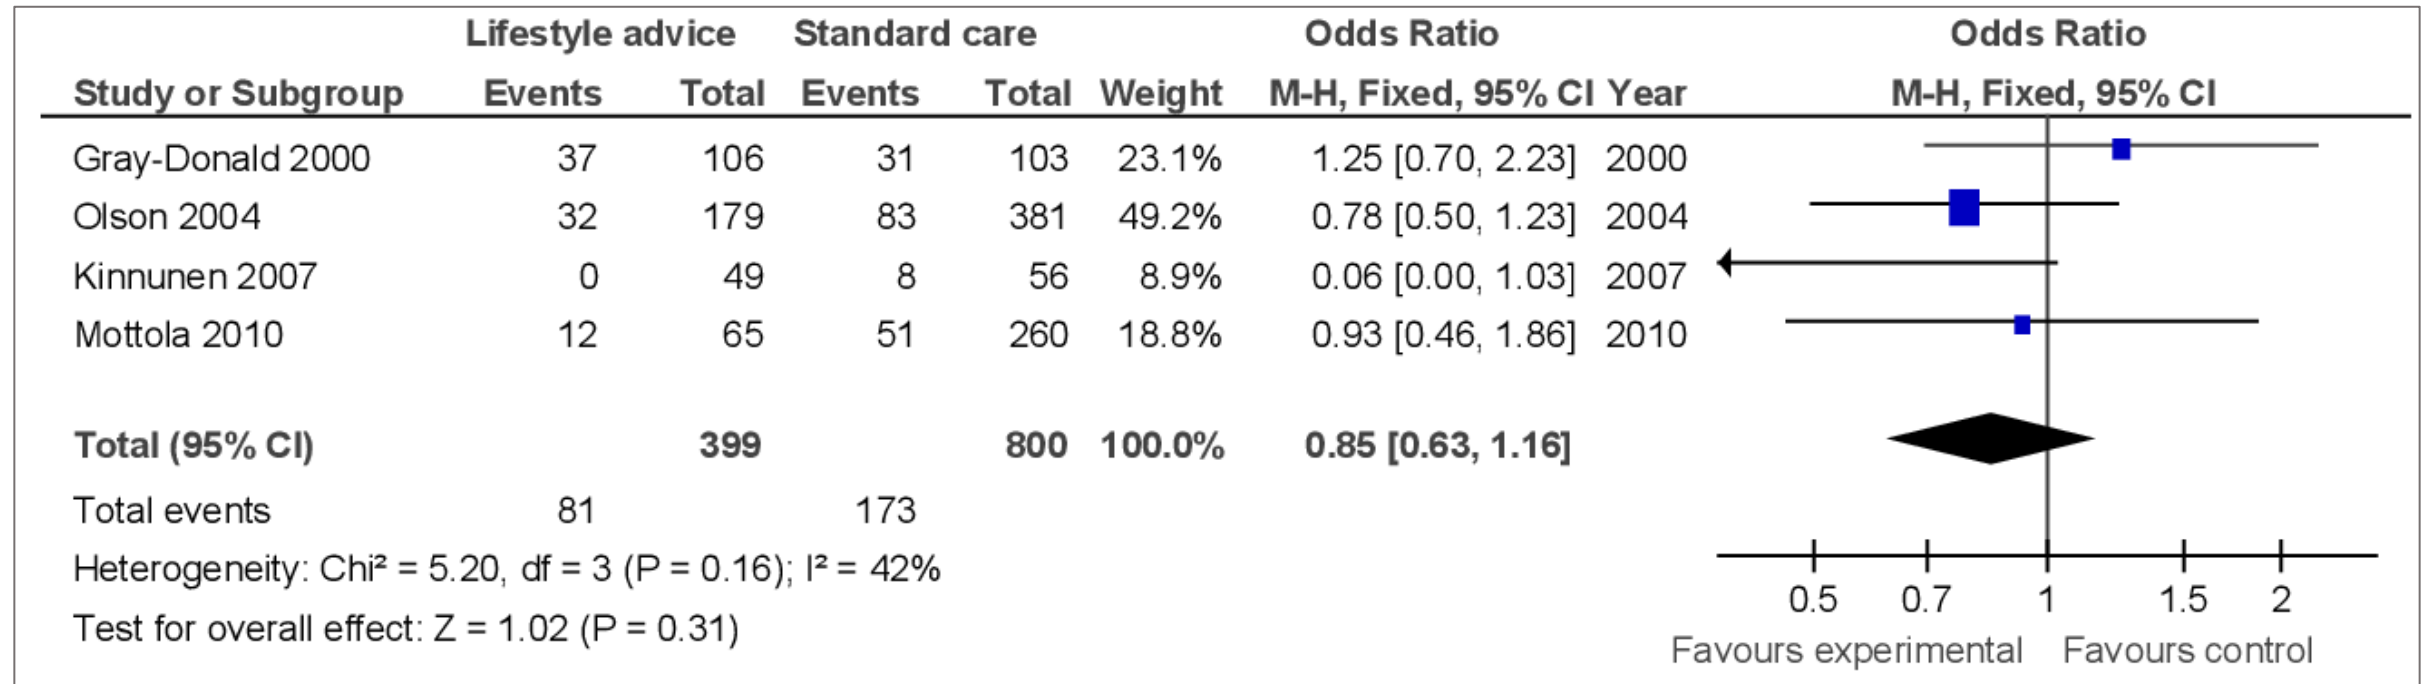 Lifestyle advice Standard care Odds Ratio Odds Ratio
Study or Subgroup Events Total Events Total Weight M-H, Fixed, 95% CI Year M-H, Fixed, 95% CI
Gray-Donald 2000 37 106 31 103 23.1% 1.25 [0.70, 2.23] 2000
Olson 2004 32 179 83 381 49.2% 0.78 [0.50, 1.23] 2004
Kinnunen 2007 0 49 8 56 8.9% 0.06 [0.00, 1.03] 2007
Mottola 2010 12 65 51 260 18.8% 0.93 [0.46, 1.86] 2010
Total (95% CI) 399 800 100.0% 0.85 [0.63, 1.16]
Total events 81 173
Heterogeneity: Chi² = 5.20, df = 3 (P = 0.16); I² = 42%
Test for overall effect: Z = 1.02 (P = 0.31)
0.5 0.7 1 1.5 2
Favours experimental Favours control